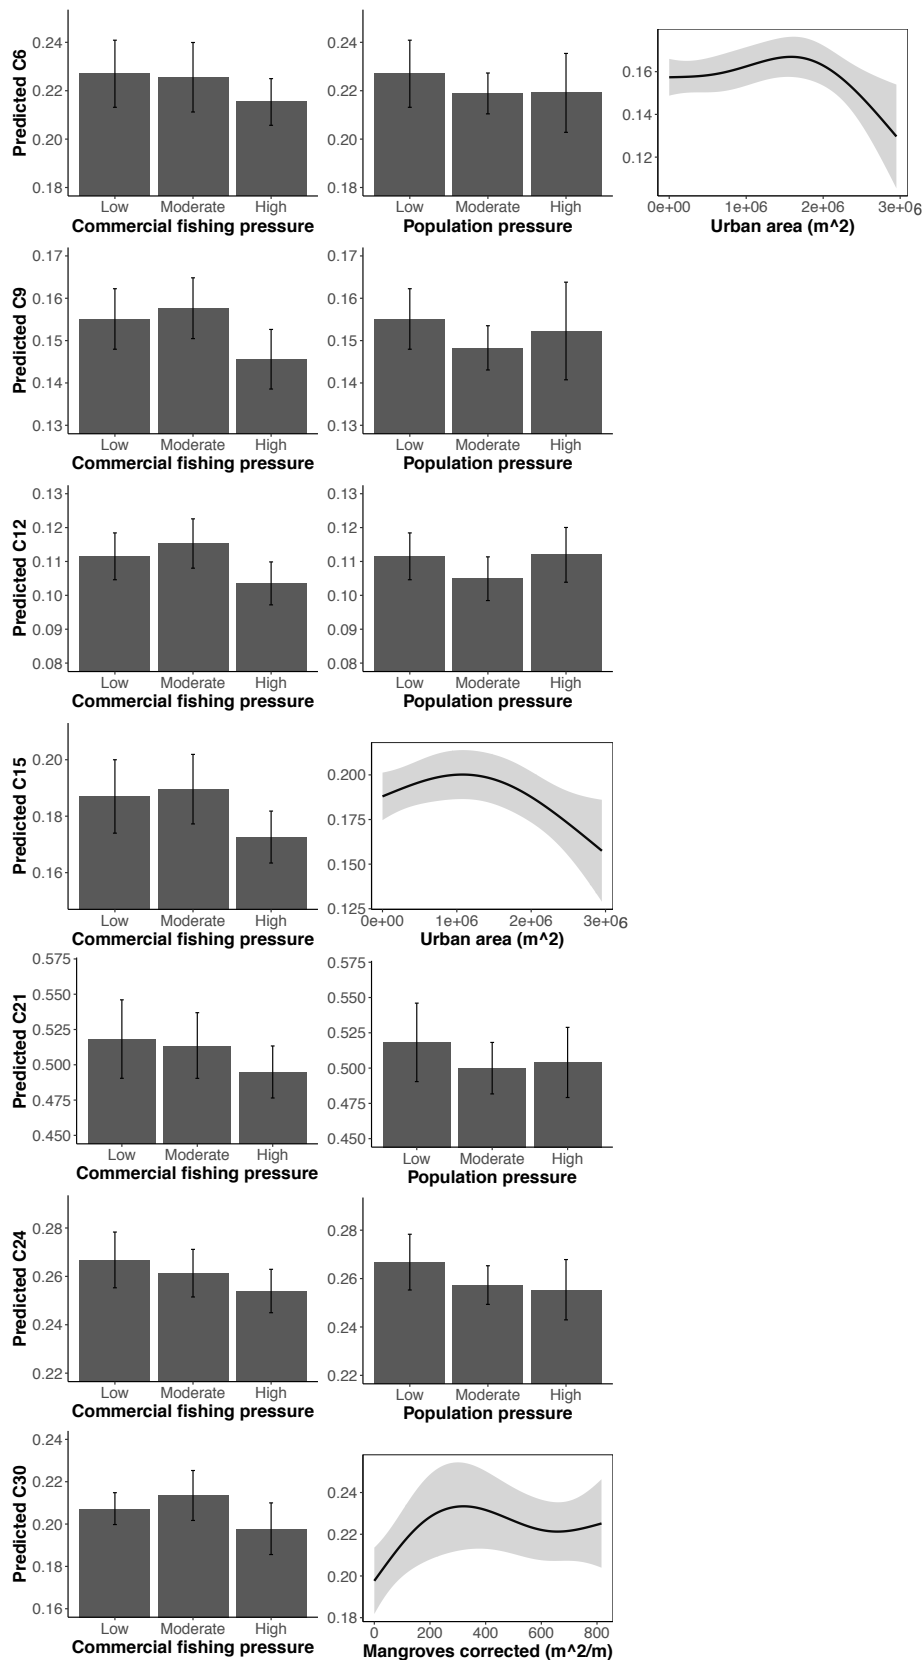 Predicted C6
0.24
0.22
0.20
0.18
Low Moderate High
Commercial fishing pressure
0.24
0.22
0.20
0.18
Low Moderate High
Population pressure
0.16
0.14
0.12
0e+00 1e+06 2e+06 3e+06
Urban area (m^2)
Predicted C9
0.17
0.16
0.15
0.14
0.13
Low Moderate High
Commercial fishing pressure
0.17
0.16
0.15
0.14
0.13
Low Moderate High
Population pressure
Predicted C12
0.13
0.12
0.11
0.10
0.09
0.08
Low Moderate High
Commercial fishing pressure
0.13
0.12
0.11
0.10
0.09
0.08
Low Moderate High
Population pressure
Predicted C15
0.20
0.18
0.16
Low Moderate High
Commercial fishing pressure
0.200
0.175
0.150
0.125
0e+00 1e+06 2e+06 3e+06
Urban area (m^2)
Predicted C21
0.575
0.550
0.525
0.500
0.475
0.450
Low Moderate High
Commercial fishing pressure
0.575
0.550
0.525
0.500
0.475
0.450
Low Moderate High
Population pressure
Predicted C24
0.28
0.26
0.24
0.22
Low Moderate High
Commercial fishing pressure
0.28
0.26
0.24
0.22
Low Moderate High
Population pressure
Predicted C30
0.24
0.22
0.20
0.18
0.16
Low Moderate High
Commercial fishing pressure
0.24
0.22
0.20
0.18
0 200 400 600 800
Mangroves corrected (m^2/m)